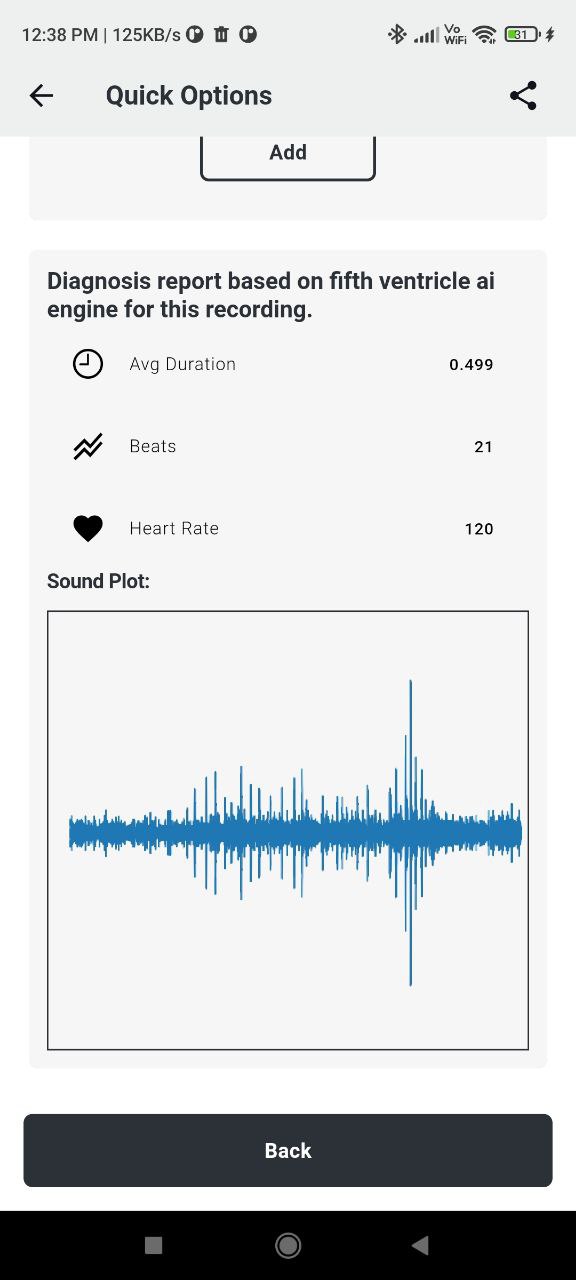 12:38 PM | 125KB/s
Vo
WiFi
31
Quick Options
Add
Diagnosis report based on fifth ventricle ai
engine for this recording.
Avg Duration 0.499
Beats 21
Heart Rate 120
Sound Plot:
Back